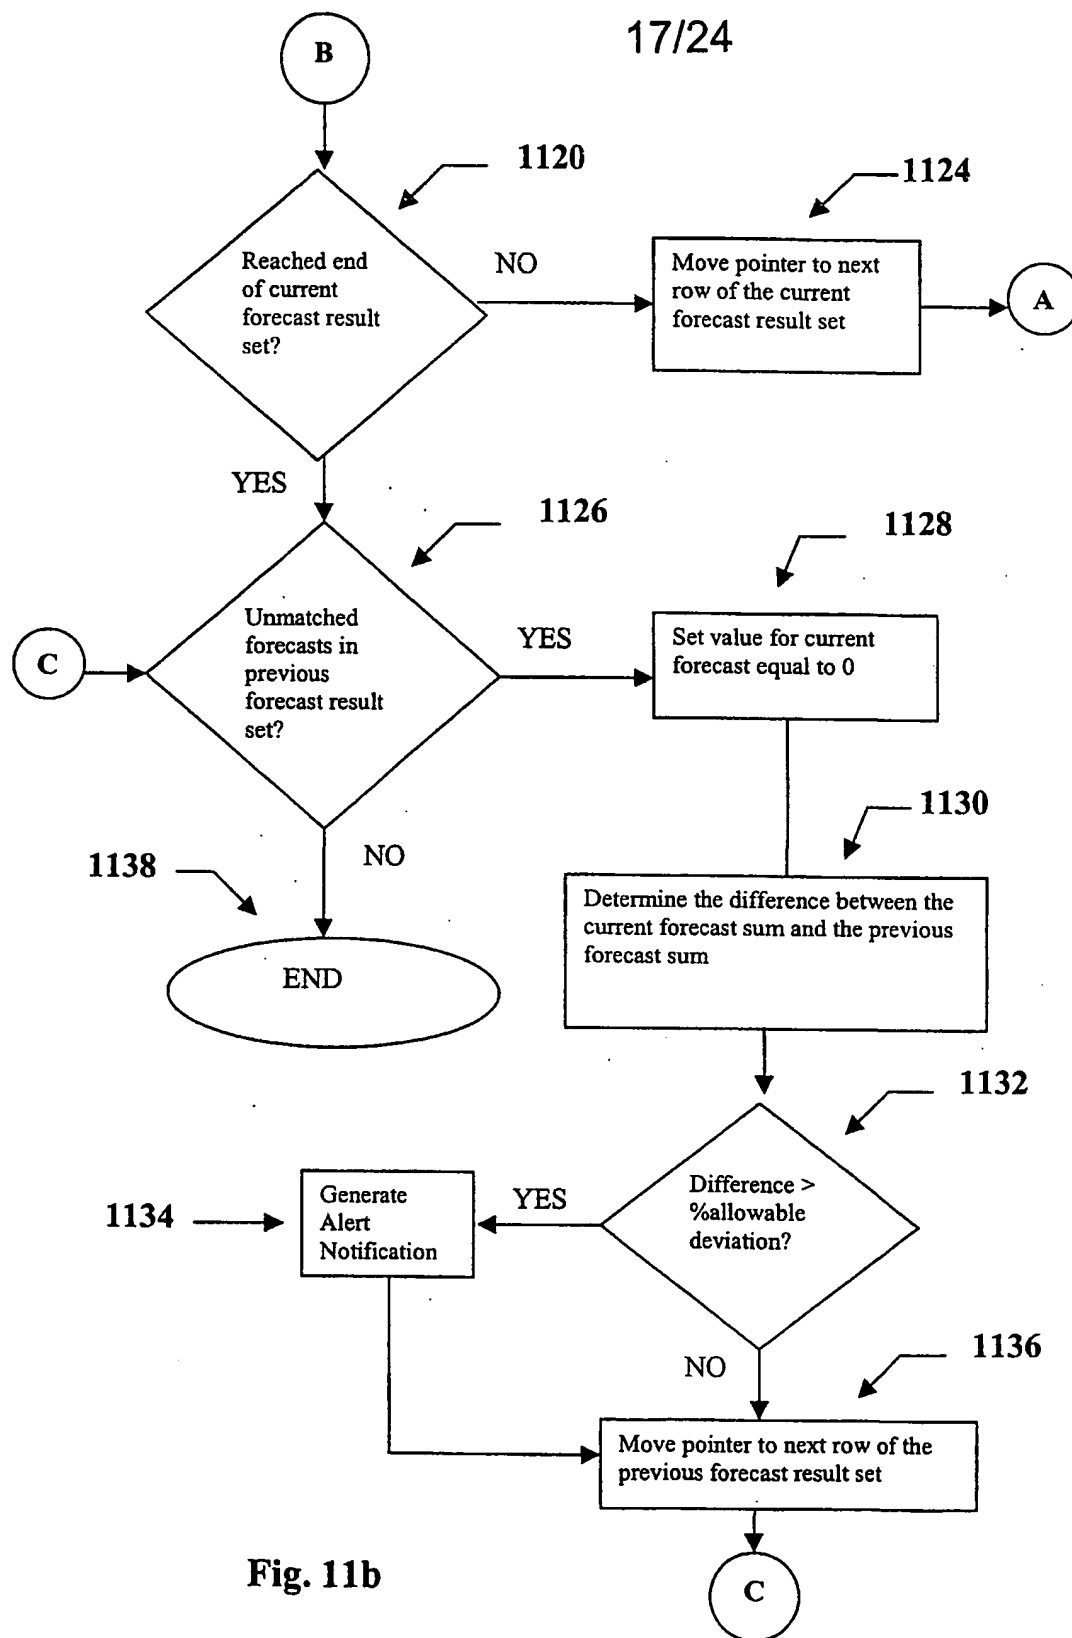 17/24
B
1120
1124
Reached end
of current
forecast result
set?
NO
Move pointer to next
row of the current
forecast result set
A
YES
1126
1128
Unmatched
forecasts in
previous
forecast result
set?
C
YES
Set value for current
forecast equal to 0
1130
NO
1138
Determine the difference between the
current forecast sum and the previous
forecast sum
END
1132
Difference >
%allowable
deviation?
YES
Generate
Alert
Notification
1134
NO
1136
Move pointer to next row of the
previous forecast result set
C
Fig. 11b